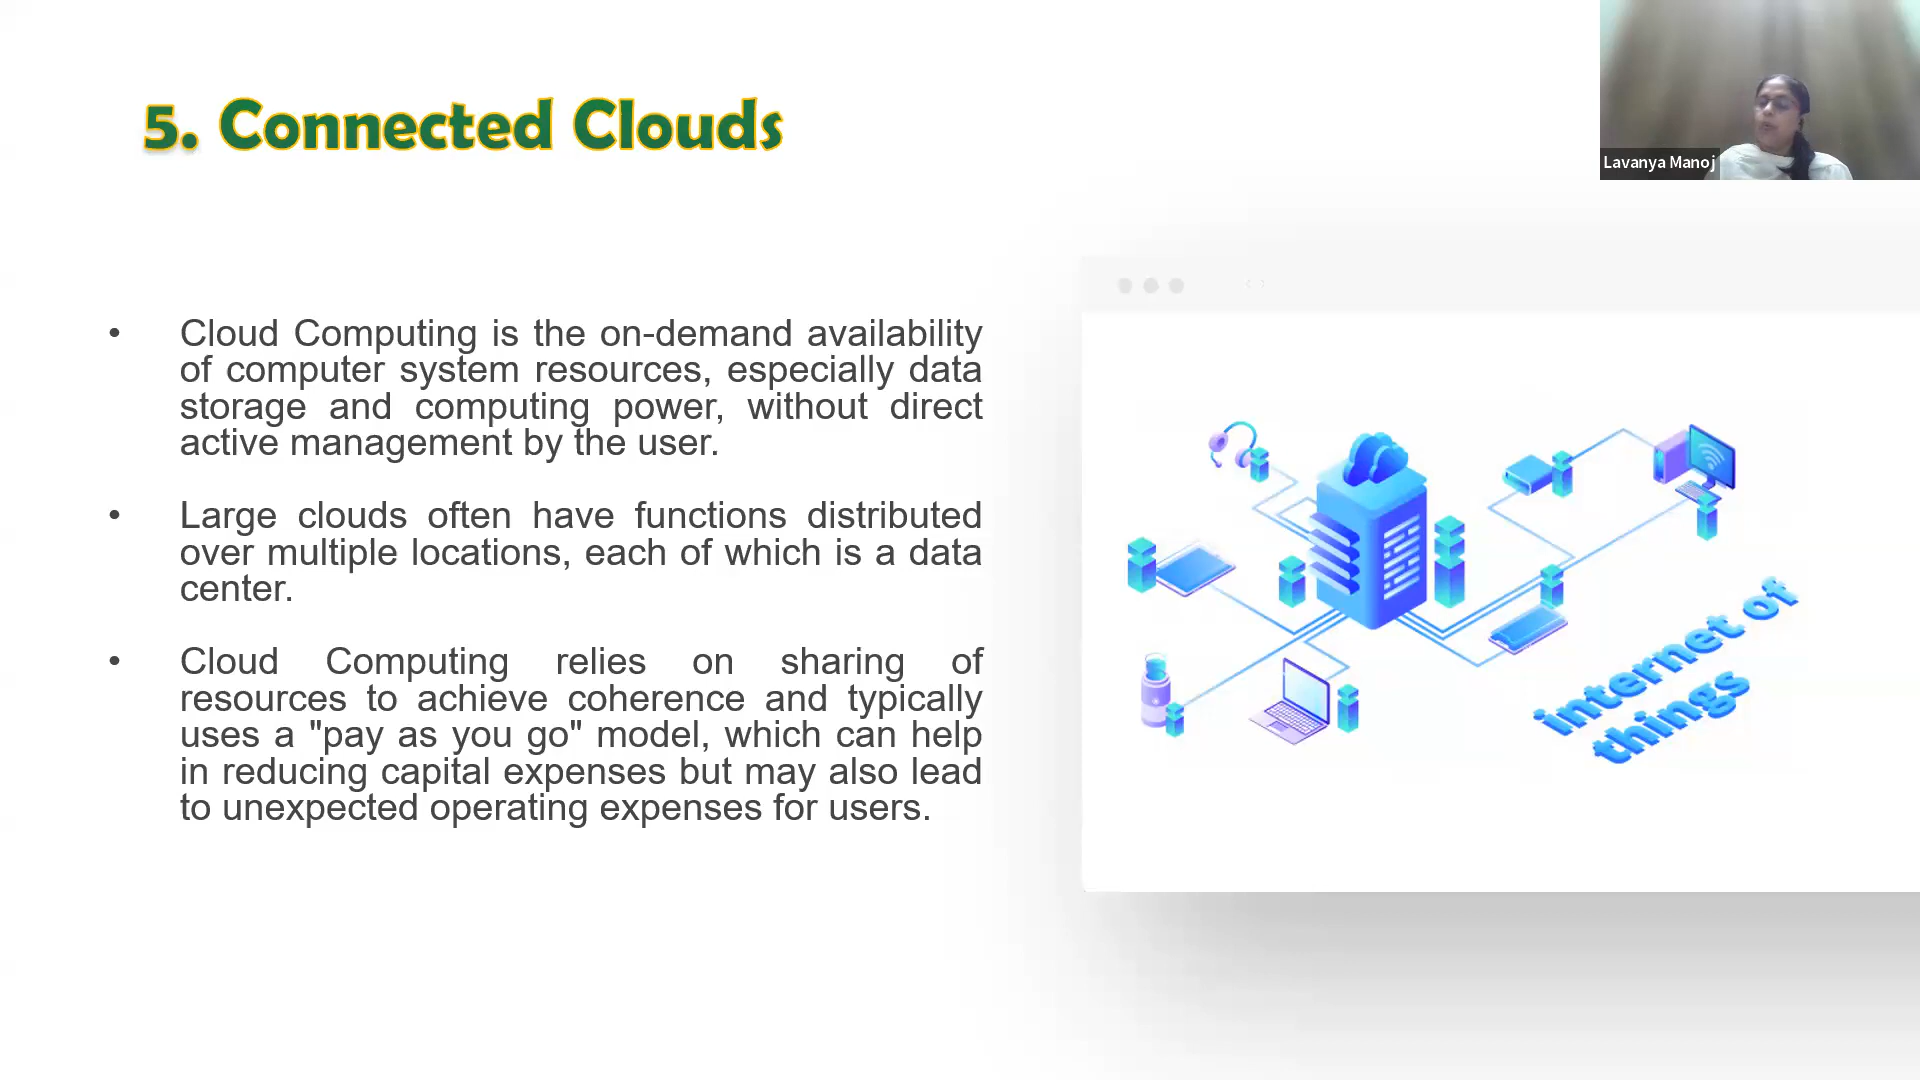 5. Connected Clouds
Lavanya Manoj
• Cloud Computing is the on-demand availability
of computer system resources, especially data
storage and computing power, without direct
active management by the user.
• Large clouds often have functions distributed
over multiple locations, each of which is a data
center.
• Cloud Computing relies on sharing of
resources to achieve coherence and typically
uses a "pay as you go" model, which can help
in reducing capital expenses but may also lead
to unexpected operating expenses for users.
internet of
things